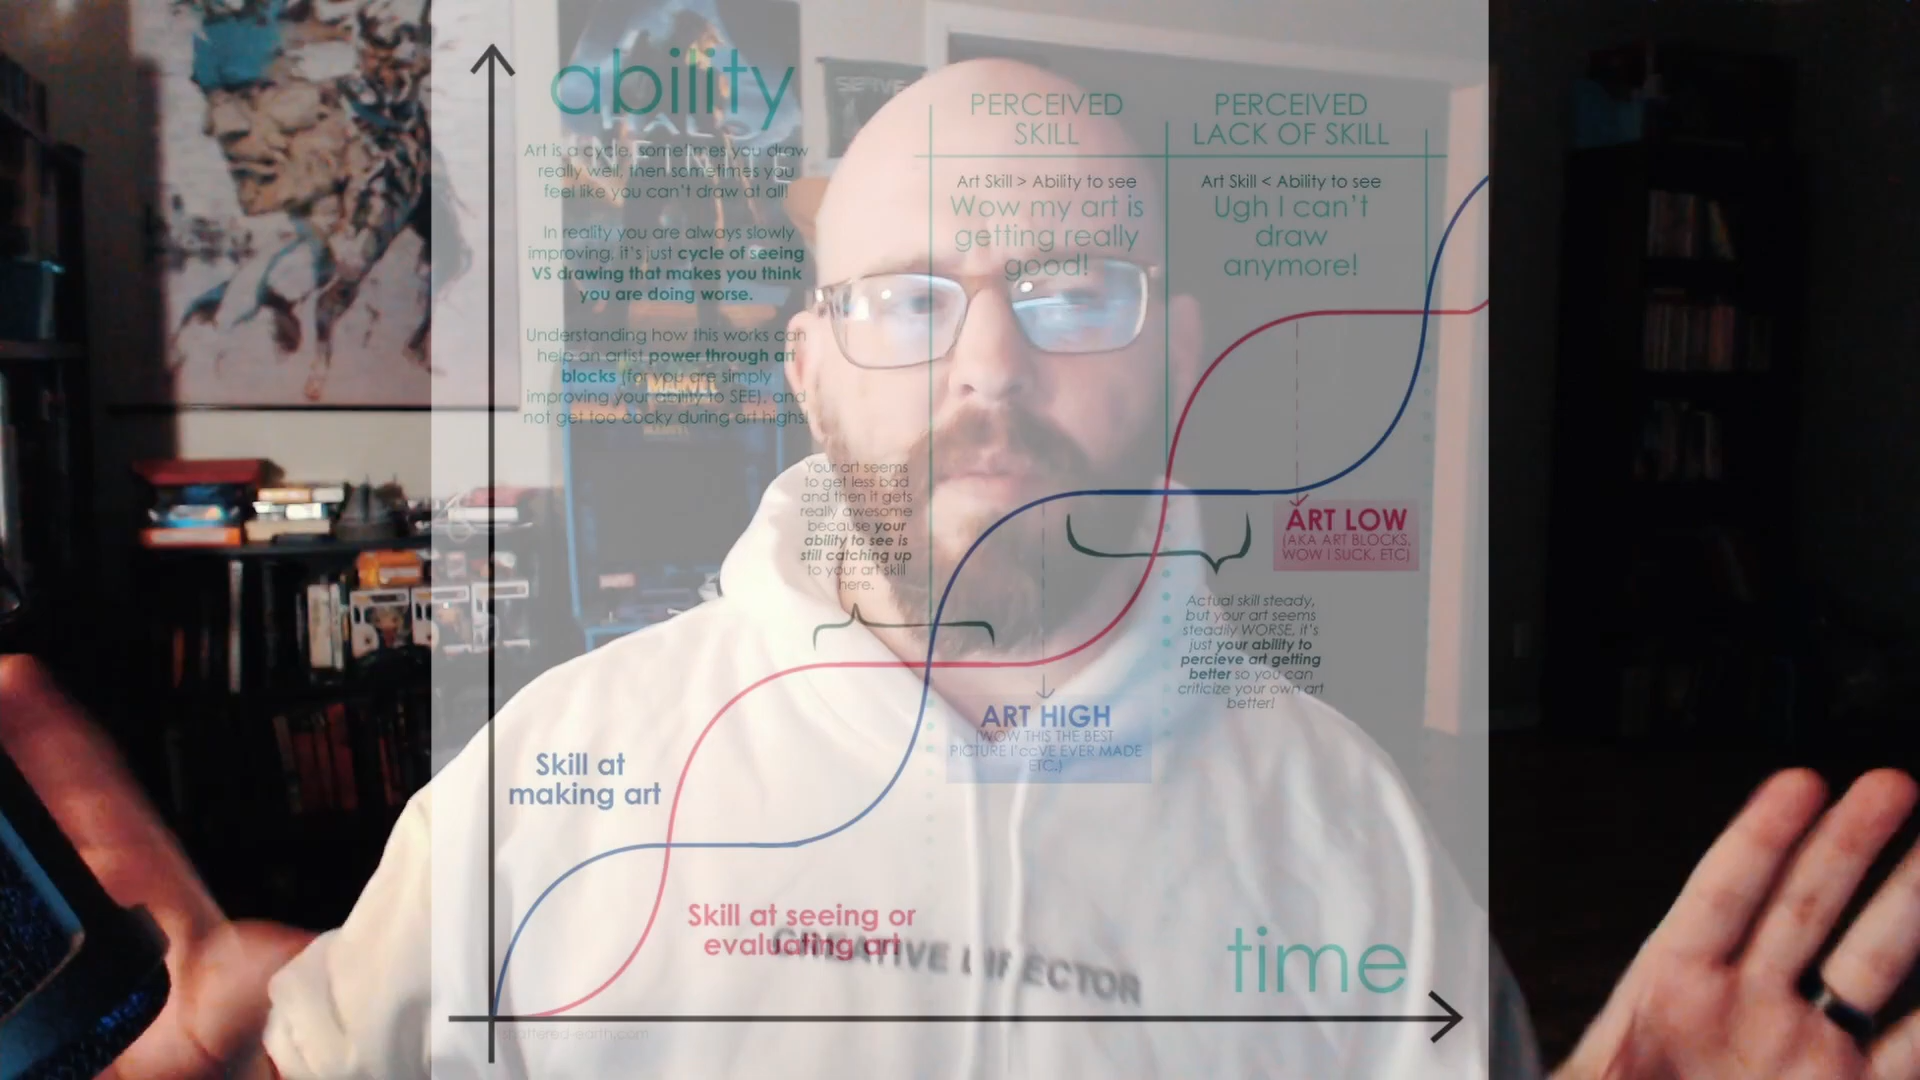 ability
Art is a cycle, sometimes you draw
really well, then sometimes you
feel like you can't draw at all!
In reality you are always slowly
improving, it's just cycle of seeing
VS drawing that makes you think
you are doing worse.
Understanding how this works can
help an artist power through art
blocks (for you are simply
improving your ability to SEE), and
not get too cocky during art highs!
HALO
INFINITE
SERVE
MARVEL
PERCEIVED
SKILL
Art Skill > Ability to see
Wow my art is
getting really
good!
PERCEIVED
LACK OF SKILL
Art Skill < Ability to see
Ugh I can't
draw
anymore!
Your art seems
to get less bad
and then it gets
really awesome
because your
ability to see is
still catching up
to your art skill
here.
ART LOW
(AKA ART BLOCKS,
WOW I SUCK, ETC)
Actual skill steady,
but your art seems
steadily WORSE, it's
just your ability to
percieve art getting
better so you can
criticize your own art
better!
ART HIGH
(WOW THIS THE BEST
PICTURE I'ccVE EVER MADE
ETC.)
Skill at
making art
Skill at seeing or
evaluating art
CREATIVE DIRECTOR
time
shattered-earth.com